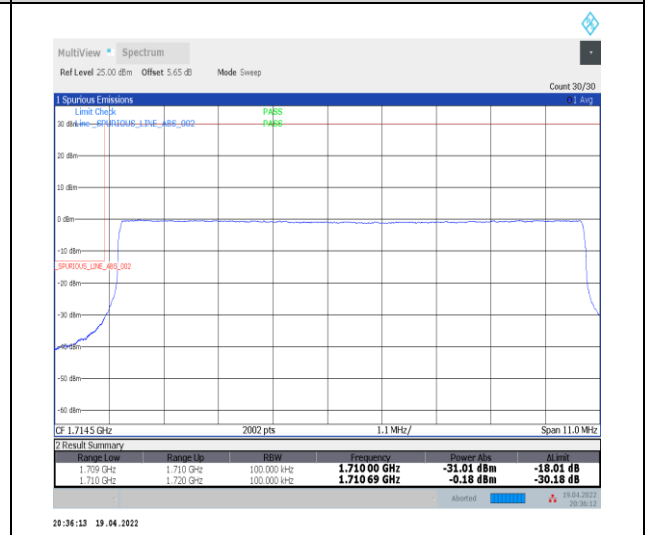 MultiView Spectrum
Ref Level 25.00 dBm Offset 5.65 dB Mode Sweep
Count 30/30
1 Spurious Emissions 1 Avg
Limit Check PASS
30 dBm Line _SPURIOUS_LINE_ABS_002 PASS
20 dBm
10 dBm
0 dBm
-10 dBm
_SPURIOUS_LINE_ABS_002
-20 dBm
-30 dBm
-40 dBm
-50 dBm
-60 dBm
CF 1.7145 GHz 2002 pts 1.1 MHz/ Span 11.0 MHz
2 Result Summary
Range Low Range Up RBW Frequency Power Abs ΔLimit
1.709 GHz 1.710 GHz 100.000 kHz 1.710 00 GHz -31.01 dBm -18.01 dB
1.710 GHz 1.720 GHz 100.000 kHz 1.710 69 GHz -0.18 dBm -30.18 dB
Aborted 19.04.2022
20:36:12
20:36:13 19.04.2022